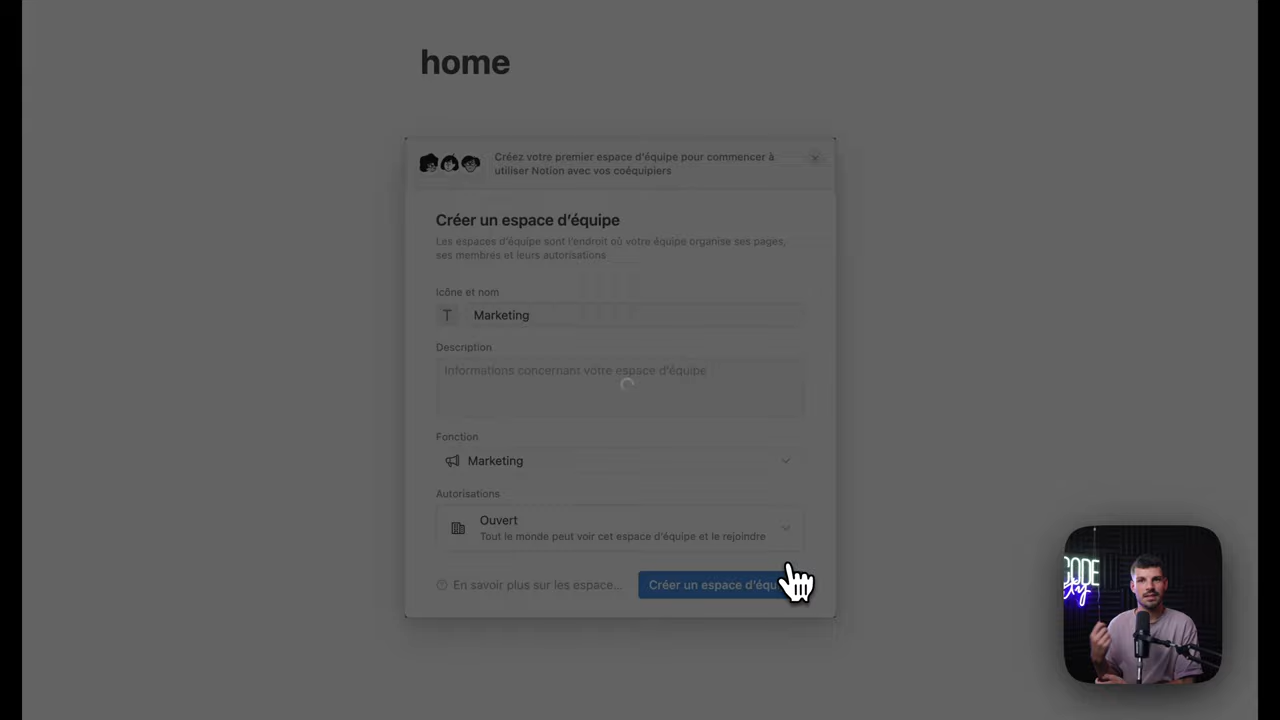 home
Créez votre premier espace d'équipe pour commencer à
utiliser Notion avec vos coéquipiers
Créer un espace d'équipe
Les espaces d'équipe sont l'endroit où votre équipe organise ses pages,
ses membres et leurs autorisations
Icône et nom
T
Marketing
Description
Informations concernant votre espace d'équipe
Fonction
Marketing
Autorisations
Ouvert
Tout le monde peut voir cet espace d'équipe et le rejoindre
En savoir plus sur les espace...
Créer un espace d'équ
CODE